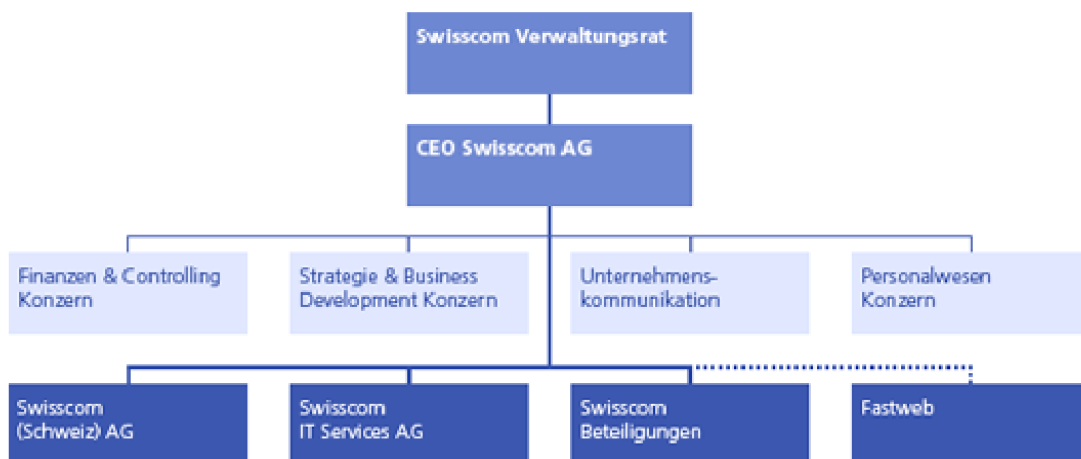 Swisscom Verwaltungsrat
CEO Swisscom AG
Finanzen & Controlling
Konzern
Strategie & Business
Development Konzern
Unternehmens-
kommunikation
Personalwesen
Konzern
Swisscom
(Schweiz) AG
Swisscom
IT Services AG
Swisscom
Beteiligungen
Fastweb